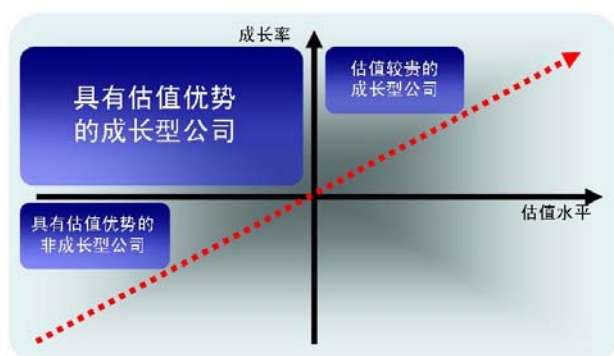 成长率
具有估值优势
的成长型公司
估值较贵的
成长型公司
估值水平
具有估值优势的
非成长型公司